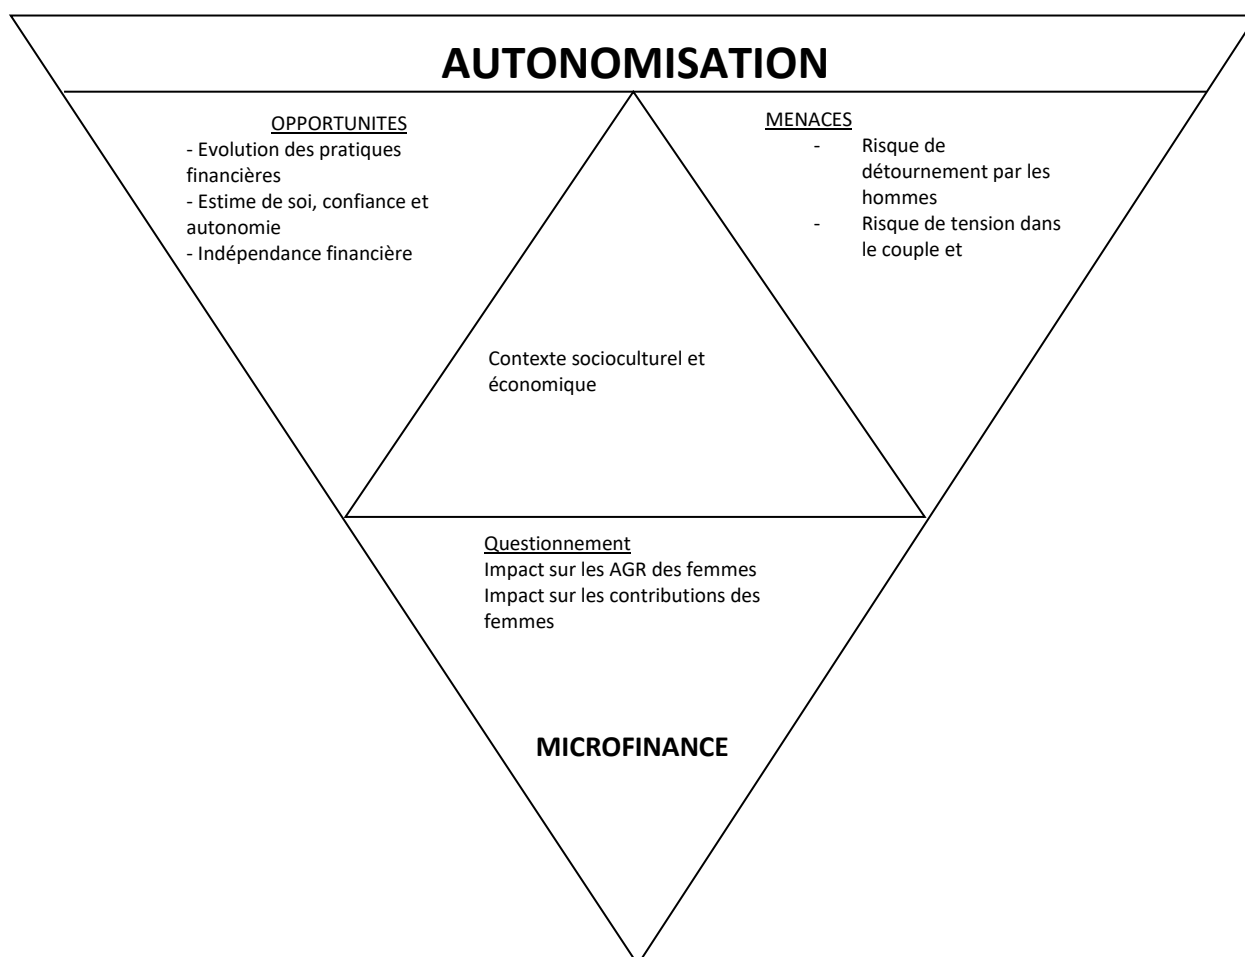 AUTONOMISATION
OPPORTUNITES
- Evolution des pratiques
financières
- Estime de soi, confiance et
autonomie
- Indépendance financière
MENACES
- Risque de
détournement par les
hommes
- Risque de tension dans
le couple et
Contexte socioculturel et
économique
Questionnement
Impact sur les AGR des femmes
Impact sur les contributions des
femmes
MICROFINANCE